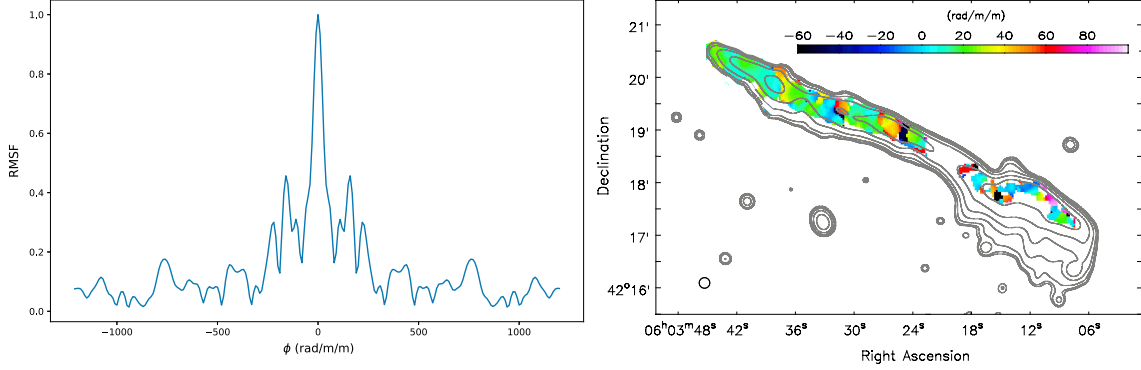 1.0
0.8
0.6
0.4
0.2
0.0
RMSF
−1000 −500 0 500 1000
ϕ (rad/m/m)
(rad/m/m)
−60 −40 −20 0 20 40 60 80
21'
20'
19'
18'
17'
42°16'
Declination
06ʰ03ᵐ48ˢ 42ˢ 36ˢ 30ˢ 24ˢ 18ˢ 12ˢ 06ˢ
Right Ascension